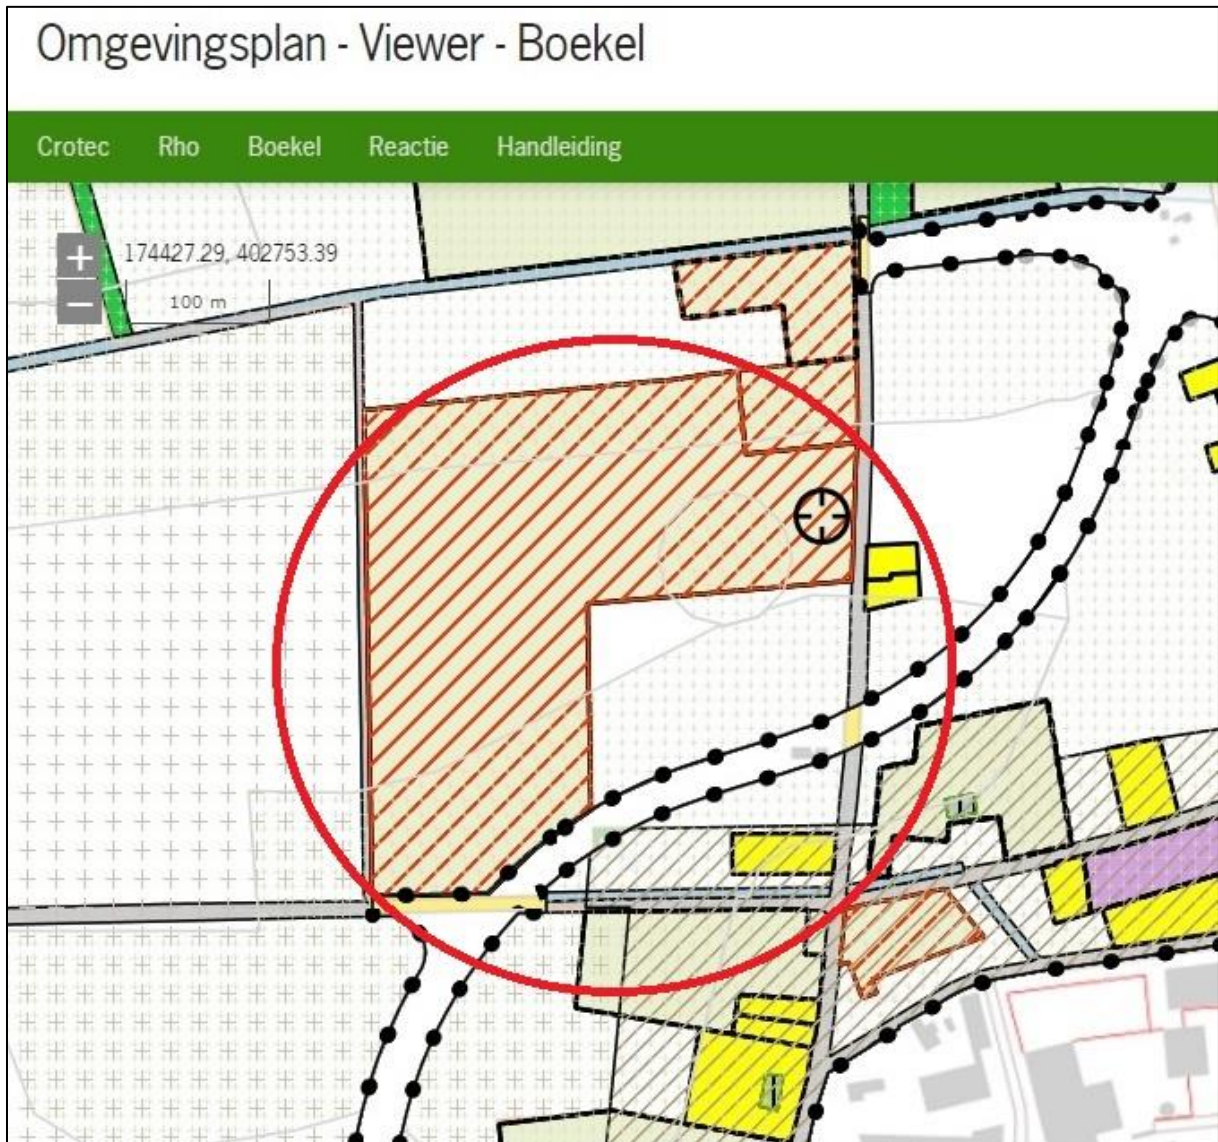 Omgevingsplan - Viewer - Boekel
Crotec Rho Boekel Reactie Handleiding
+ 174427.29, 402753.39
− 100 m